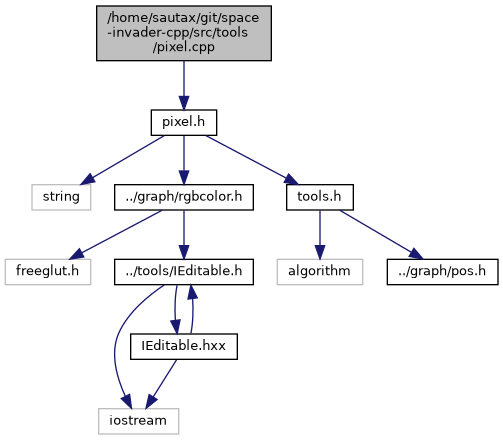 /home/sautax/git/space
-invader-cpp/src/tools
/pixel.cpp
pixel.h
string
../graph/rgbcolor.h
tools.h
freeglut.h
../tools/IEditable.h
algorithm
../graph/pos.h
IEditable.hxx
iostream